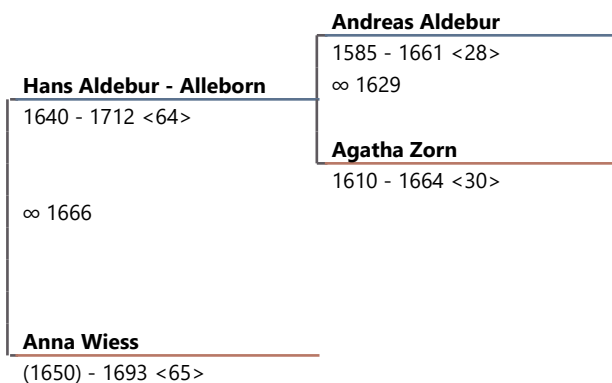 Andreas Aldebur
1585 - 1661 <28>
∞ 1629
Hans Aldebur - Alleborn
1640 - 1712 <64>
Agatha Zorn
1610 - 1664 <30>
∞ 1666
Anna Wiess
(1650) - 1693 <65>